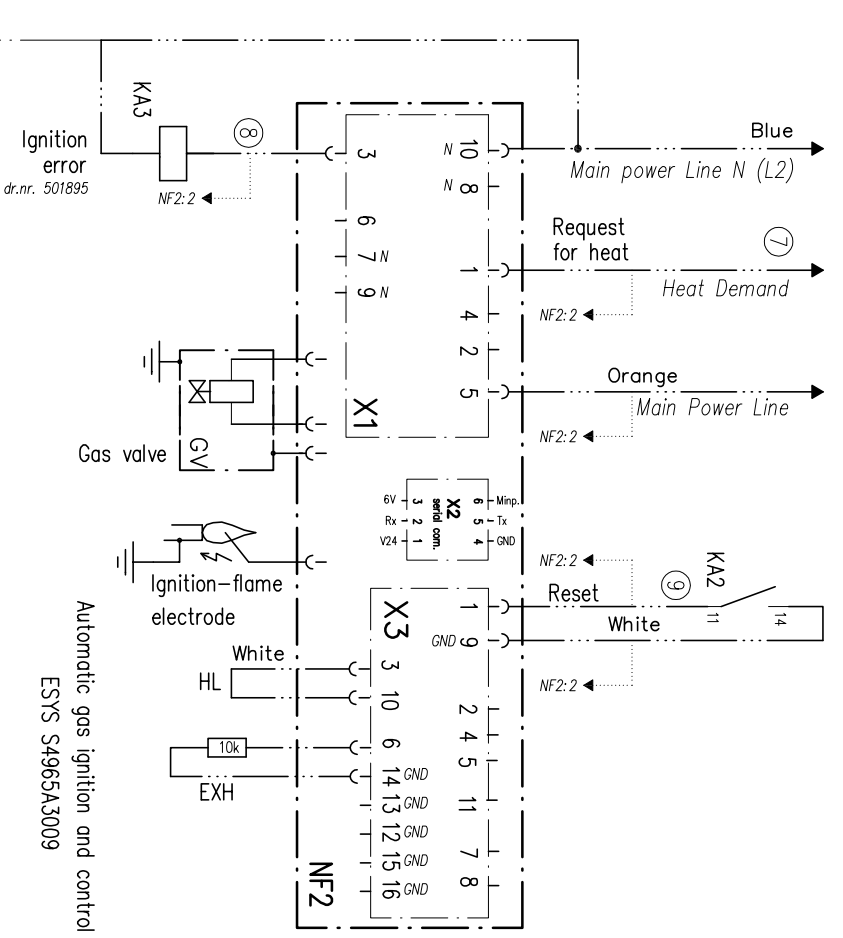 KA3
8
Ignition
error
dr.nr. 501895
NF2:2
3
6
7 N
9 N
X1
N 10
N 8
1
4
2
5
Blue
Main power Line N (L2)
Request
for heat
7
Heat Demand
NF2:2
Orange
Main Power Line
NF2:2
Gas valve
GV
X2
serial com.
6V 3
Rx 2
V24 1
6 Minp.
5 Tx
4 GND
Ignition-flame
electrode
NF2:2
Reset
9
KA2
11
14
White
NF2:2
X3
1
GND 9
2
4
5
11
7
8
White
HL
3
10
10k
EXH
6
14 GND
13 GND
12 GND
15 GND
16 GND
NF2
Automatic gas ignition and control
ESYS S4965A3009